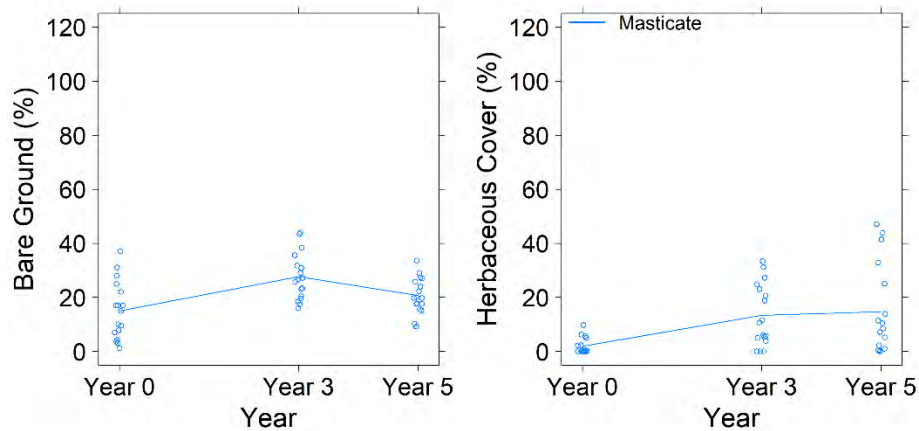 Bare Ground (%)
120
100
80
60
40
20
0
Year 0
Year 3
Year 5
Year
Herbaceous Cover (%)
120
100
80
60
40
20
0
Masticate
Year 0
Year 3
Year 5
Year